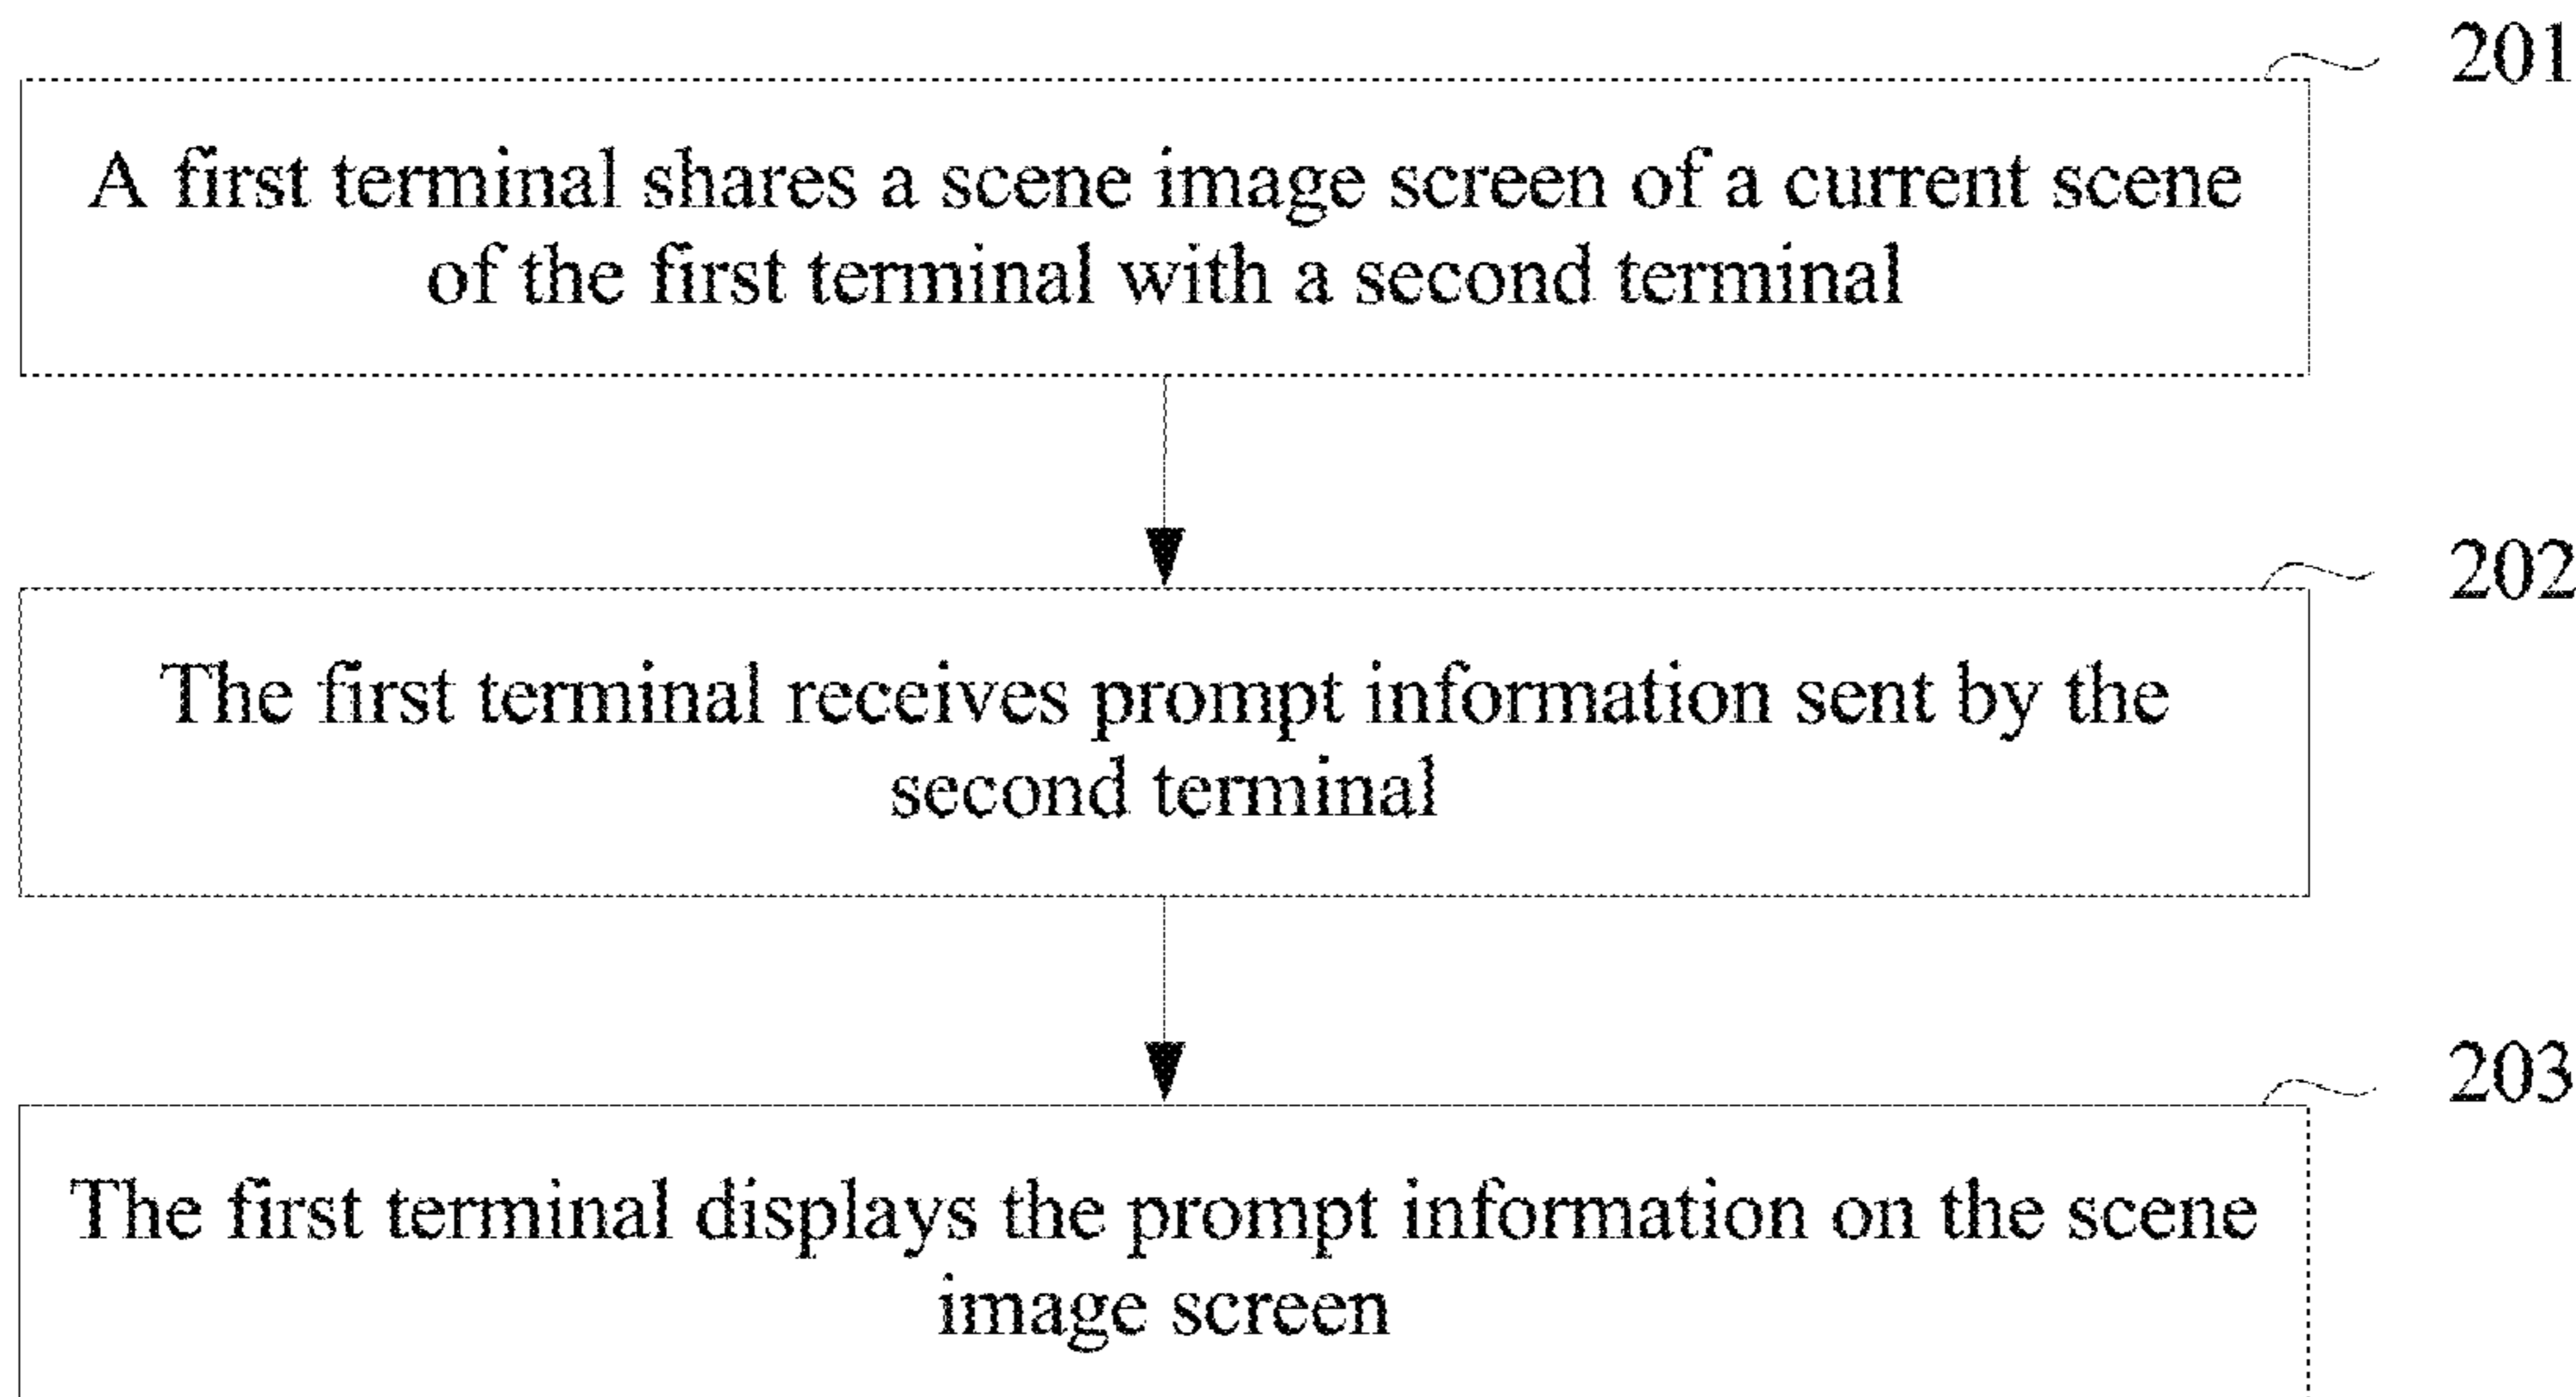 201
A first terminal shares a scene image screen of a current scene
of the first terminal with a second terminal
202
The first terminal receives prompt information sent by the
second terminal
203
The first terminal displays the prompt information on the scene
image screen